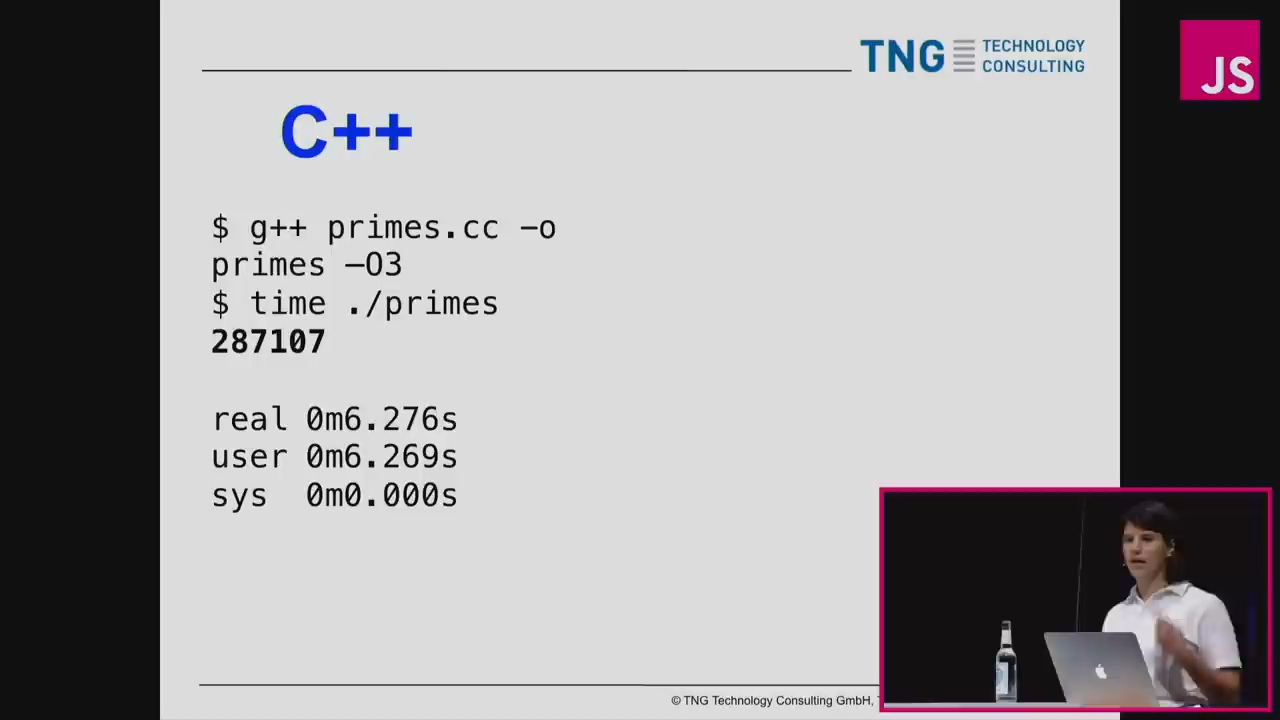 TNG TECHNOLOGY
CONSULTING
JS
C++
$ g++ primes.cc -o
primes -O3
$ time ./primes
287107
real 0m6.276s
user 0m6.269s
sys 0m0.000s
© TNG Technology Consulting GmbH,